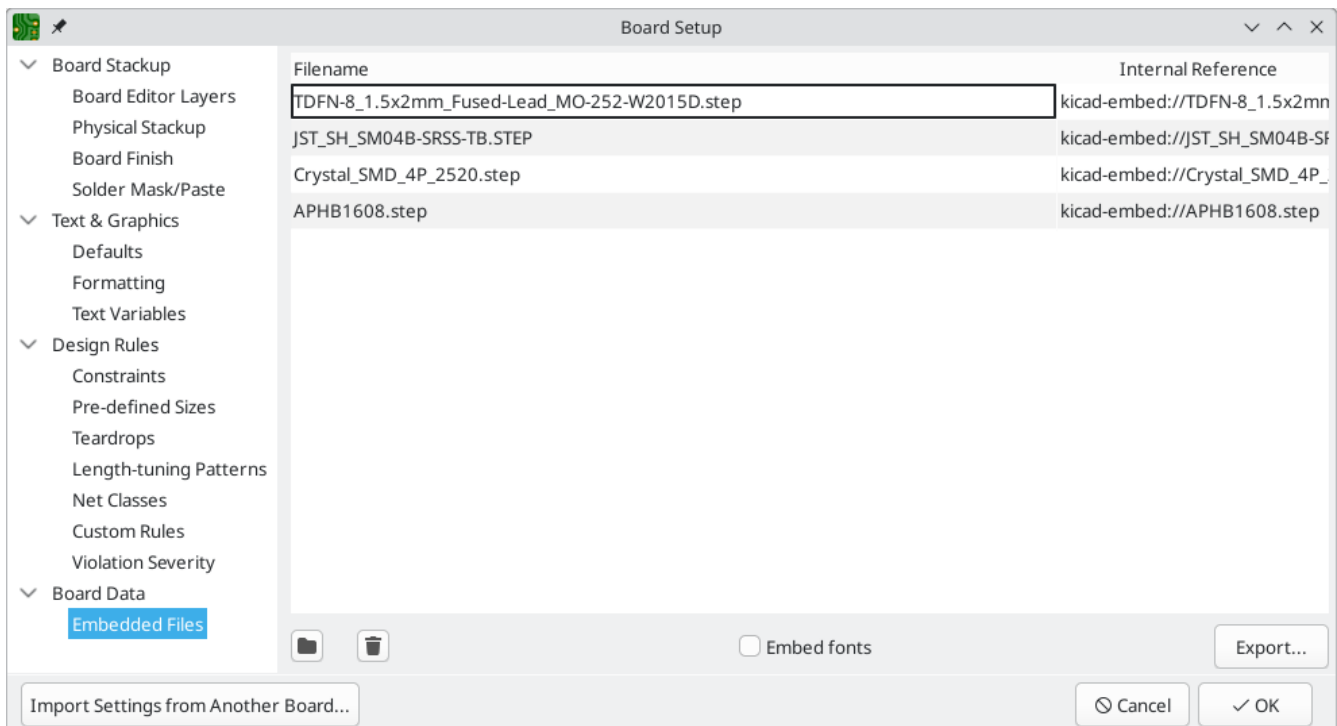 Board Setup
Board Stackup
Board Editor Layers
Physical Stackup
Board Finish
Solder Mask/Paste
Text & Graphics
Defaults
Formatting
Text Variables
Design Rules
Constraints
Pre-defined Sizes
Teardrops
Length-tuning Patterns
Net Classes
Custom Rules
Violation Severity
Board Data
Embedded Files
Filename Internal Reference
TDFN-8_1.5x2mm_Fused-Lead_MO-252-W2015D.step kicad-embed://TDFN-8_1.5x2mm
JST_SH_SM04B-SRSS-TB.STEP kicad-embed://JST_SH_SM04B-SR
Crystal_SMD_4P_2520.step kicad-embed://Crystal_SMD_4P_
APHB1608.step kicad-embed://APHB1608.step
Embed fonts
Export...
Import Settings from Another Board...
Cancel
OK